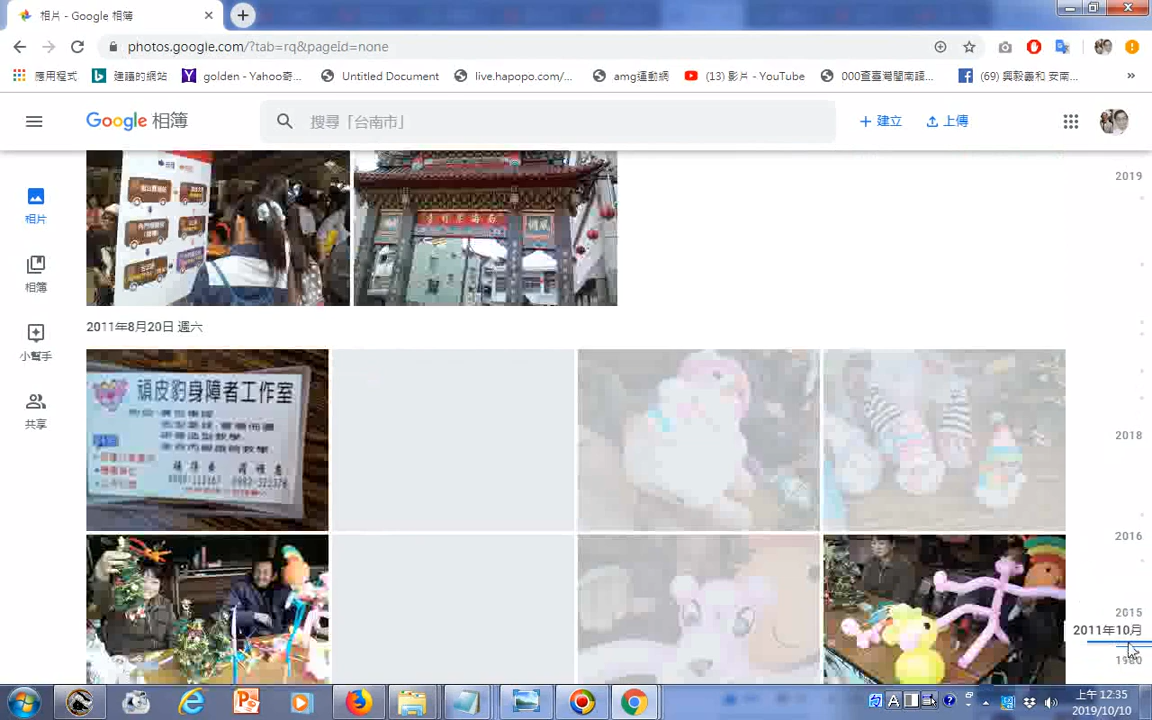 相片 - Google 相簿
photos.google.com/?tab=rq&pageId=none
應用程式
建議的網站
golden - Yahoo奇...
Untitled Document
live.hapopo.com/...
amg運動網
(13) 影片 - YouTube
000查臺灣閩南語...
(69) 興毅義和 安南...
»
Google 相簿
搜尋「台南市」
建立
上傳
相片
相簿
小幫手
共享
2011年8月20日 週六
頑皮豹身障者工作室
2019
2018
2016
2015
2011年10月
1980
上午 12:35
2019/10/10